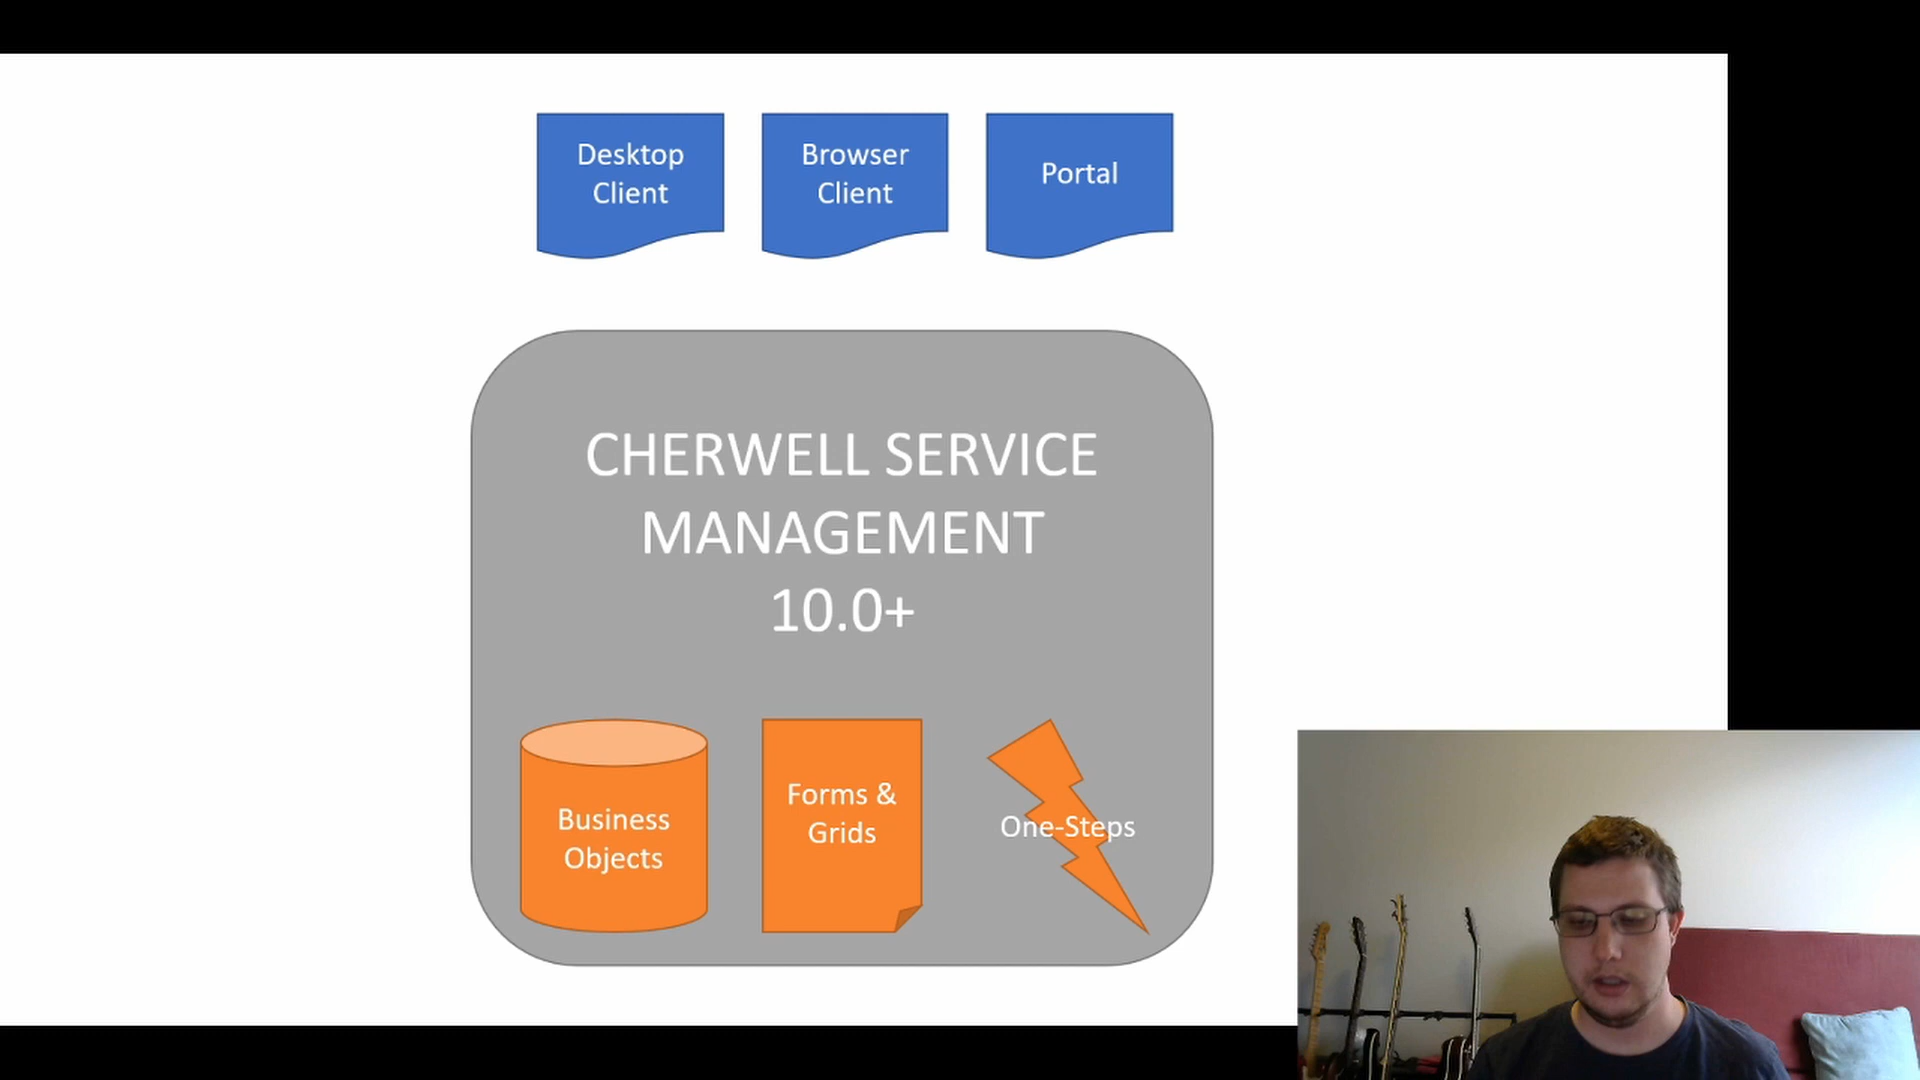 Desktop
Client
Browser
Client
Portal
CHERWELL SERVICE
MANAGEMENT
10.0+
Business
Objects
Forms &
Grids
One-Steps